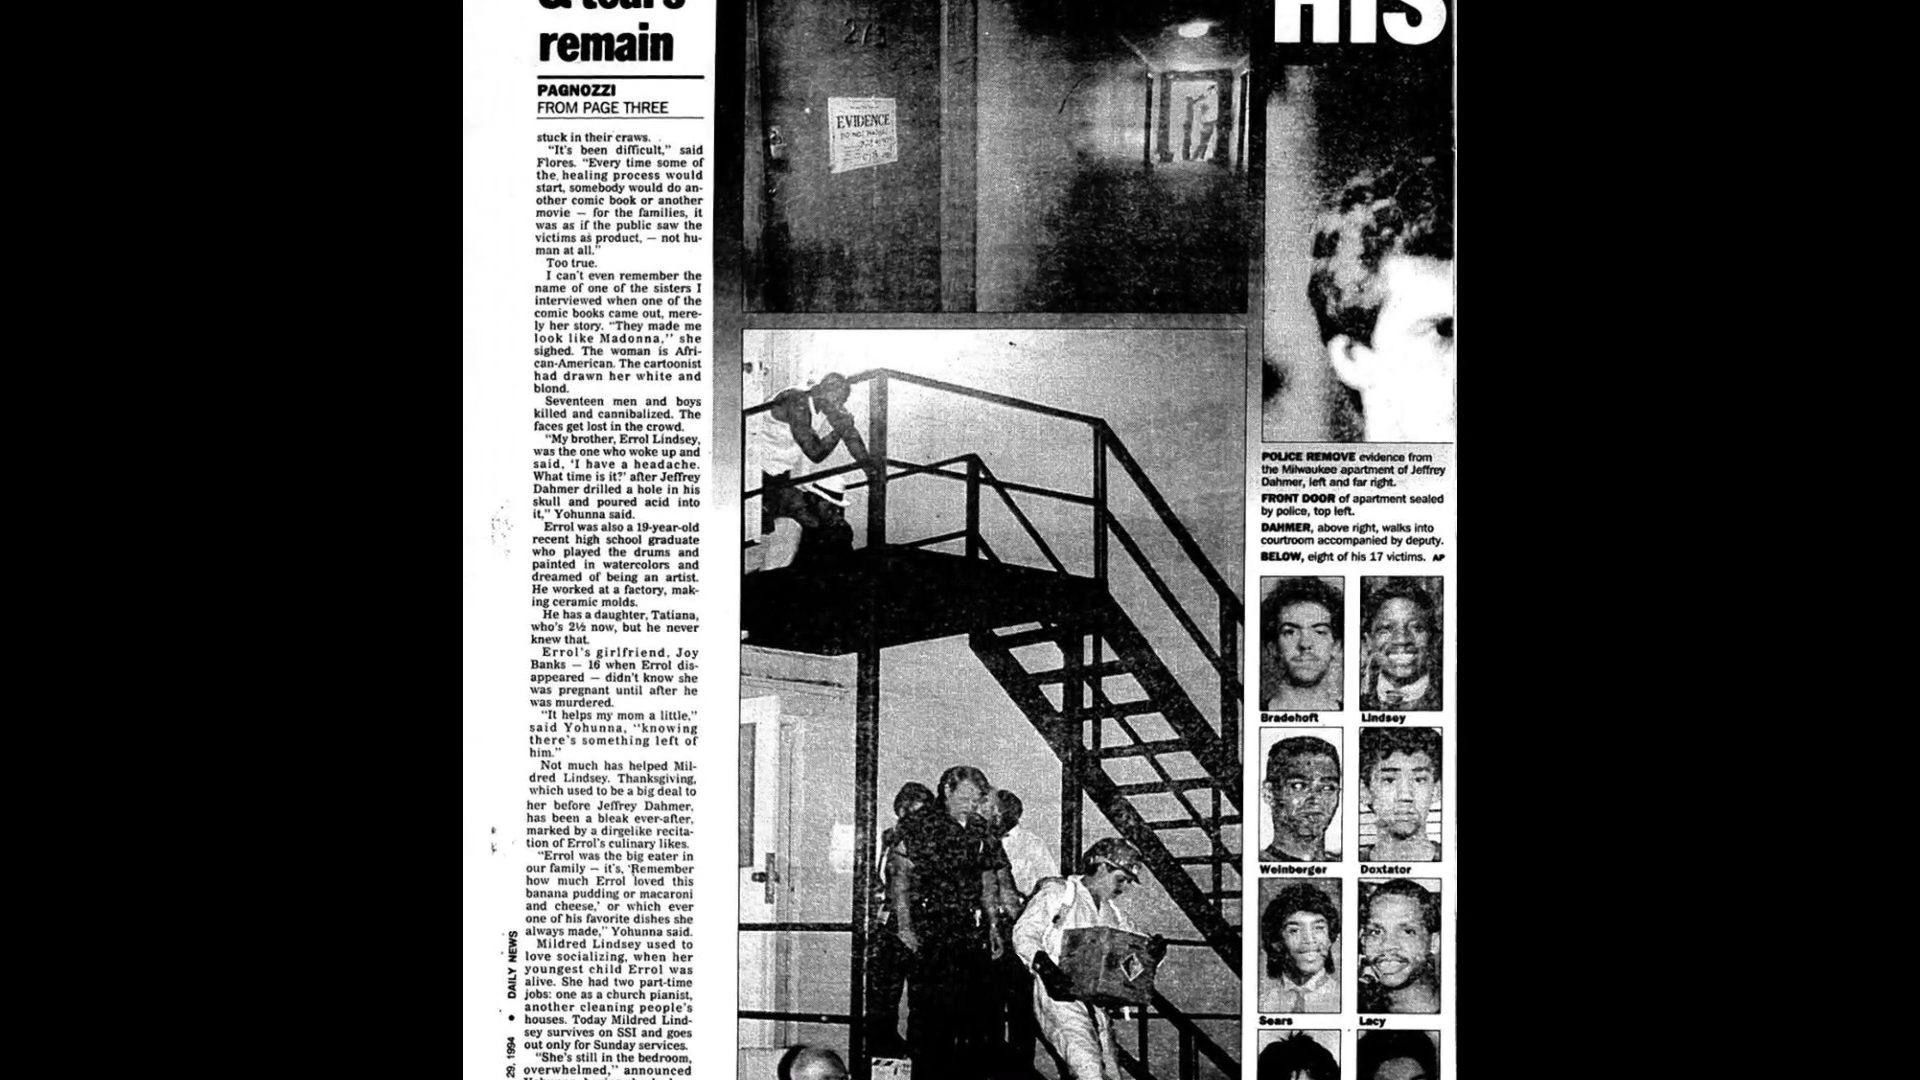 & tears
remain
PAGNOZZI
FROM PAGE THREE
stuck in their craws.
"It's been difficult," said
Flores. "Every time some of
the healing process would
start, somebody would do an-
other comic book or another
movie — for the families, it
was as if the public saw the
victims as product, — not hu-
man at all."
Too true.
I can't even remember the
name of one of the sisters I
interviewed when one of the
comic books came out, mere-
ly her story. "They made me
look like Madonna," she
sighed. The woman is Afri-
can-American. The cartoonist
had drawn her white and
blond.
Seventeen men and boys
killed and cannibalized. The
faces get lost in the crowd.
"My brother, Errol Lindsey,
was the one who woke up and
said, 'I have a headache.
What time is it?' after Jeffrey
Dahmer drilled a hole in his
skull and poured acid into
it," Yohunna said.
Errol was also a 19-year-old
recent high school graduate
who played the drums and
painted in watercolors and
dreamed of being an artist.
He worked at a factory, mak-
ing ceramic molds.
He has a daughter, Tatiana,
who's 2½ now, but he never
knew that.
Errol's girlfriend, Joy
Banks — 16 when Errol dis-
appeared — didn't know she
was pregnant until after he
was murdered.
"It helps my mom a little,"
said Yohunna, "knowing
there's something left of
him."
Not much has helped Mil-
dred Lindsey. Thanksgiving,
which used to be a big deal to
her before Jeffrey Dahmer,
has been a bleak ever-after,
marked by a dirgelike recita-
tion of Errol's culinary likes.
"Errol was the big eater in
our family — it's, 'Remember
how much Errol loved this
banana pudding or macaroni
and cheese,' or which ever
one of his favorite dishes she
always made," Yohunna said.
Mildred Lindsey used to
love socializing, when her
youngest child Errol was
alive. She had two part-time
jobs: one as a church pianist,
another cleaning people's
houses. Today Mildred Lind-
sey survives on SSI and goes
out only for Sunday services.
"She's still in the bedroom,
overwhelmed," announced
29, 1994 • DAILY NEWS
EVIDENCE
HIS
POLICE REMOVE evidence from
the Milwaukee apartment of Jeffrey
Dahmer, left and far right.
FRONT DOOR of apartment sealed
by police, top left.
DAHMER, above right, walks into
courtroom accompanied by deputy.
BELOW, eight of his 17 victims. AP
Bradehoft
Lindsey
Weinberger
Doxtator
Sears
Lacy